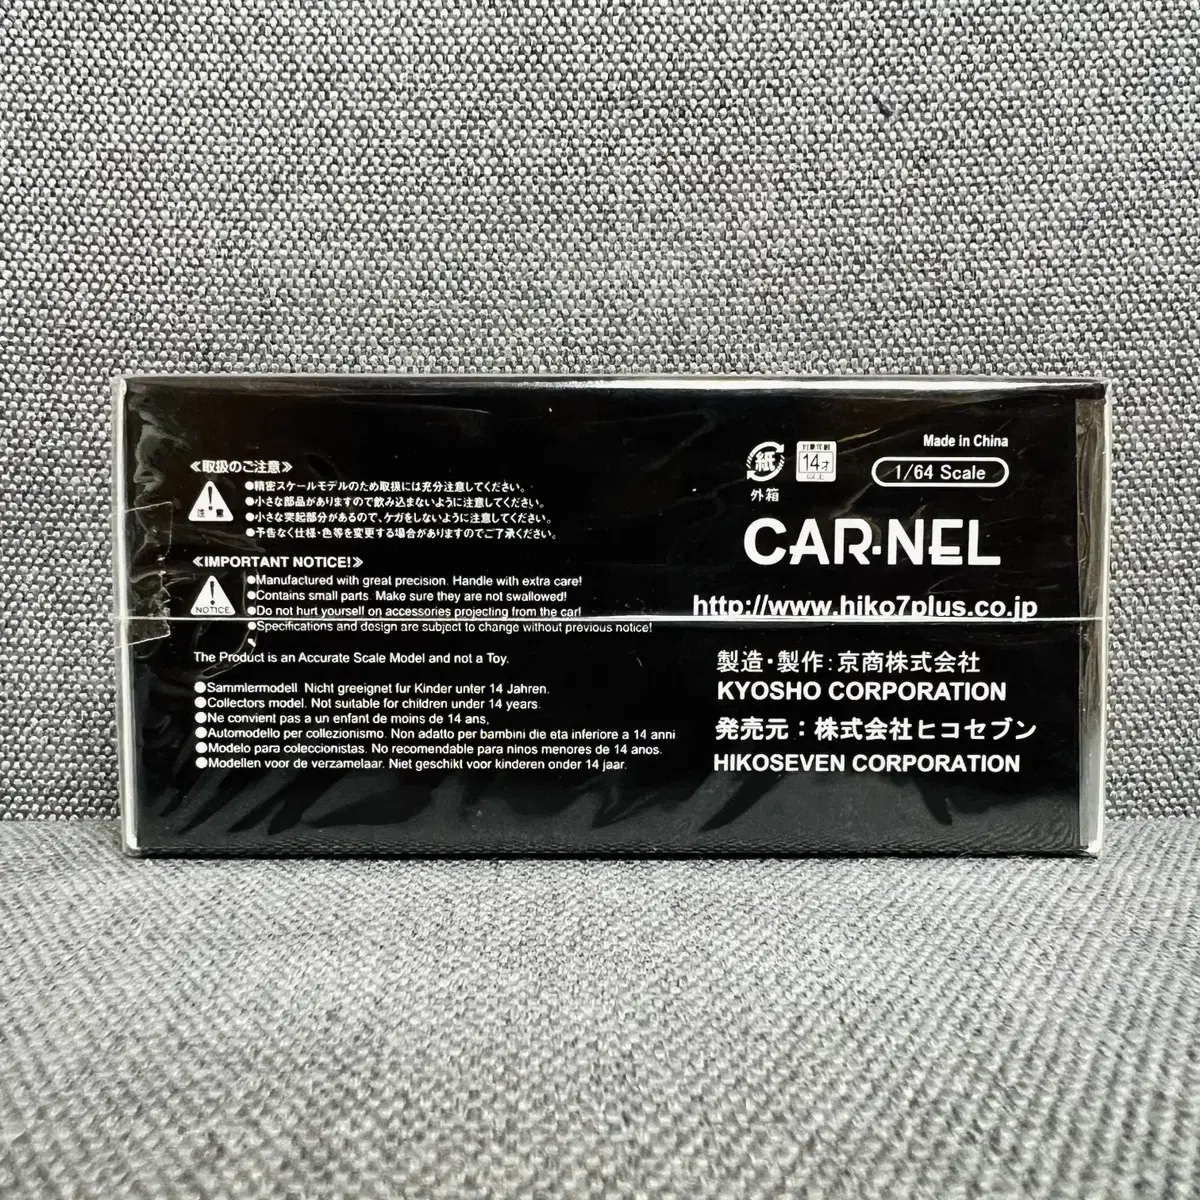 ≪取扱のご注意≫
注意
●精密スケールモデルのため取扱には充分注意してください。
●小さな部品がありますので飲み込まないように注意してください。
●小さな突起部分があるので、ケガをしないように注意してください。
●予告なく仕様・色等を変更する場合がありますのでご了承ください。
≪IMPORTANT NOTICE!≫
NOTICE
●Manufactured with great precision. Handle with extra care!
●Contains small parts. Make sure they are not swallowed!
●Do not hurt yourself on accessories projecting from the car!
●Specifications and design are subject to change without previous notice!
The Product is an Accurate Scale Model and not a Toy.
●Sammlermodell. Nicht greeignet fur Kinder unter 14 Jahren.
●Collectors model. Not suitable for children under 14 years.
●Ne convient pas a un enfant de moins de 14 ans,
●Automodello per collezionismo. Non adatto per bambini die eta inferiore a 14 anni
●Modelo para coleccionistas. No recomendable para ninos menores de 14 anos.
●Modellen voor de verzamelaar. Niet geschikt voor kinderen onder 14 jaar.
紙
外箱
対象年齢
14才
以上
Made in China
1/64 Scale
CAR·NEL
http://www.hiko7plus.co.jp
製造・製作:京商株式会社
KYOSHO CORPORATION
発売元：株式会社ヒコセブン
HIKOSEVEN CORPORATION